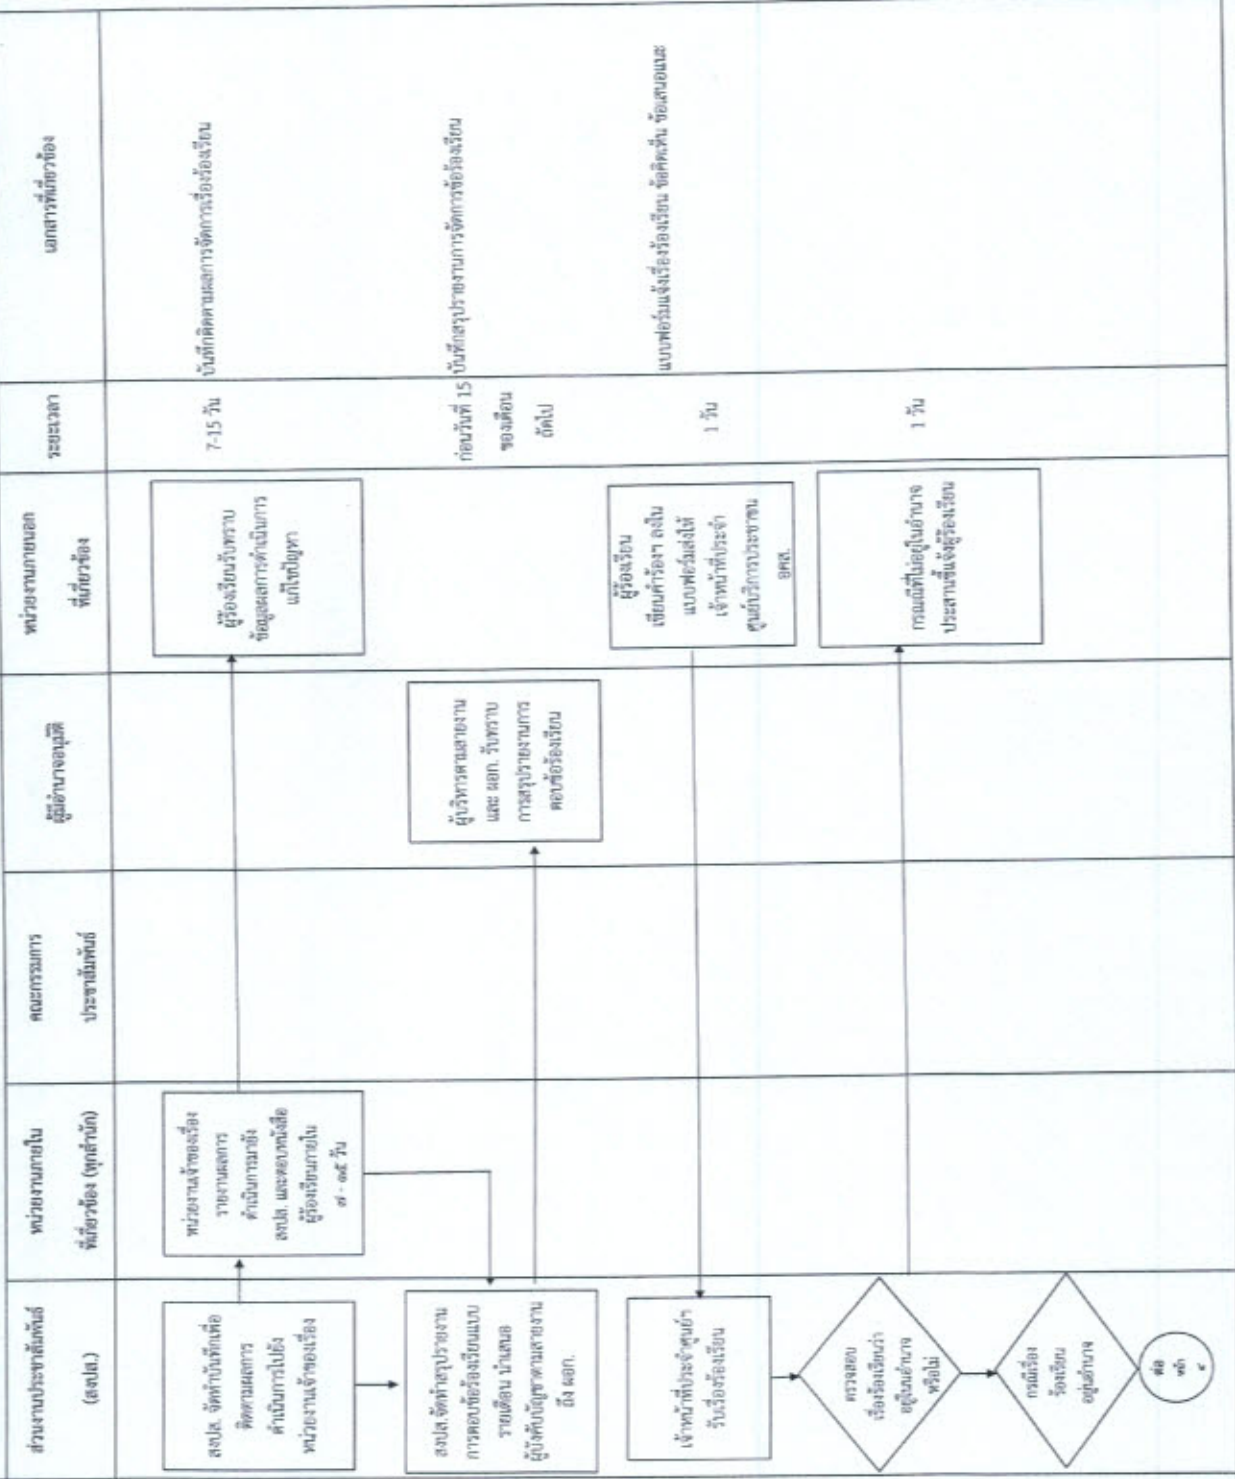 ส่วนงานประชาสัมพันธ์
(สงปส.)
หน่วยงานภายใน
ที่เกี่ยวข้อง (ทุกสำนัก)
คณะกรรมการ
ประชาสัมพันธ์
ผู้มีอำนาจอนุมัติ
หน่วยงานภายนอก
ที่เกี่ยวข้อง
ระยะเวลา
เอกสารที่เกี่ยวข้อง
สงปส. จัดทำบันทึกเพื่อ
ติดตามผลการ
ดำเนินการไปยัง
หน่วยงานเจ้าของเรื่อง
หน่วยงานเจ้าของเรื่อง
รายงานผลการ
ดำเนินการมายัง
สงปส. และตอบหนังสือ
ผู้ร้องเรียนภายใน
๗ - ๑๕ วัน
ผู้ร้องเรียนรับทราบ
ข้อมูลผลการดำเนินการ
แก้ไขปัญหา
7-15 วัน
บันทึกติดตามผลการจัดการเรื่องร้องเรียน
สงปส.จัดทำสรุปรายงาน
การตอบข้อร้องเรียนแบบ
รายเดือน นำเสนอ
ผู้บังคับบัญชาตามสายงาน
ถึง ผอก.
ผู้บริหารตามสายงาน
และ ผอก. รับทราบ
การสรุปรายงานการ
ตอบข้อร้องเรียน
ก่อนวันที่ 15
ของเดือน
ถัดไป
บันทึกสรุปรายงานการจัดการข้อร้องเรียน
ผู้ร้องเรียน
เขียนคำร้องฯ ลงใน
แบบฟอร์มส่งให้
เจ้าหน้าที่ประจำ
ศูนย์บริการประชาชน
อคส.
1 วัน
แบบฟอร์มแจ้งเรื่องร้องเรียน ข้อคิดเห็น ข้อเสนอแนะ
เจ้าหน้าที่ประจำศูนย์ฯ
รับเรื่องร้องเรียน
ตรวจสอบ
เรื่องร้องเรียนว่า
อยู่ในอำนาจ
หรือไม่
กรณีที่ไม่อยู่ในอำนาจ
ประสานชี้แจ้งผู้ร้องเรียน
1 วัน
กรณีเรื่อง
ร้องเรียน
อยู่ในอำนาจ
ต่อ
หน้า